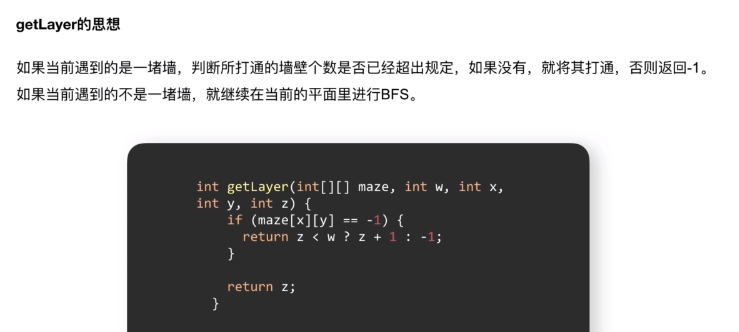 getLayer的思想
如果当前遇到的是一堵墙，判断所打通的墙壁个数是否已经超出规定，如果没有，就将其打通，否则返回-1。
如果当前遇到的不是一堵墙，就继续在当前的平面里进行BFS。
int getLayer(int[][] maze, int w, int x,
int y, int z) {
    if (maze[x][y] == -1) {
      return z < w ? z + 1 : -1;
    }
    return z;
  }